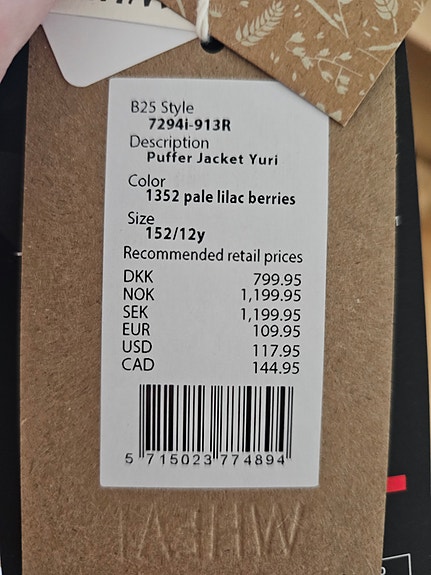 B25 Style
7294i-913R
Description
Puffer Jacket Yuri
Color
1352 pale lilac berries
Size
152/12y
Recommended retail prices
DKK 799.95
NOK 1,199.95
SEK 1,199.95
EUR 109.95
USD 117.95
CAD 144.95
5 715023 774894
WHEAT